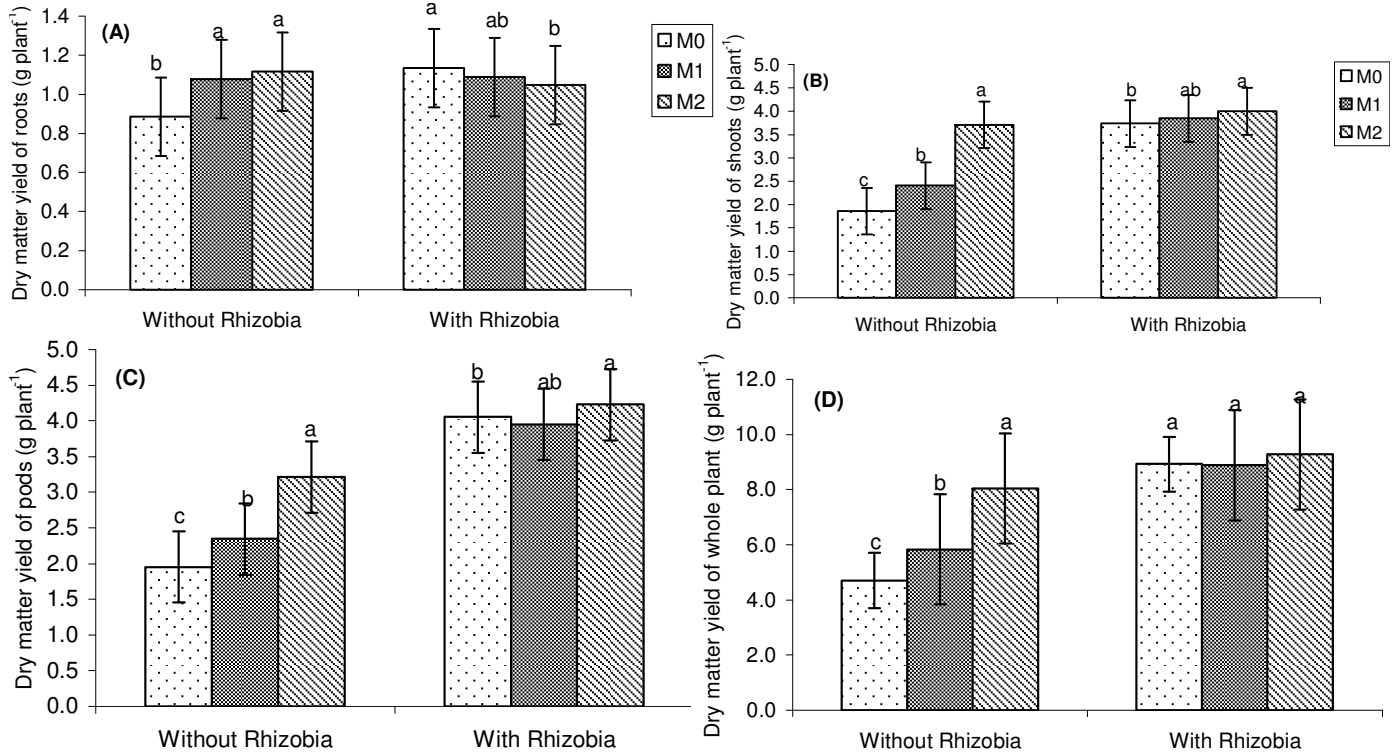 (A)
Dry matter yield of roots (g plant-1)
1.4
1.2
1.0
0.8
0.6
0.4
0.2
0.0
b
a
a
a
ab
b
Without Rhizobia
With Rhizobia
M0
M1
M2
(B)
Dry matter yield of shoots (g plant-1)
5.0
4.5
4.0
3.5
3.0
2.5
2.0
1.5
1.0
0.5
0.0
c
b
a
b
ab
a
Without Rhizobia
With Rhizobia
M0
M1
M2
(C)
Dry matter yield of pods (g plant-1)
5.0
4.5
4.0
3.5
3.0
2.5
2.0
1.5
1.0
0.5
0.0
c
b
a
b
ab
a
Without Rhizobia
With Rhizobia
(D)
Dry matter yield of whole plant (g plant-1)
12.0
10.0
8.0
6.0
4.0
2.0
0.0
c
b
a
a
a
a
Without Rhizobia
With Rhizobia